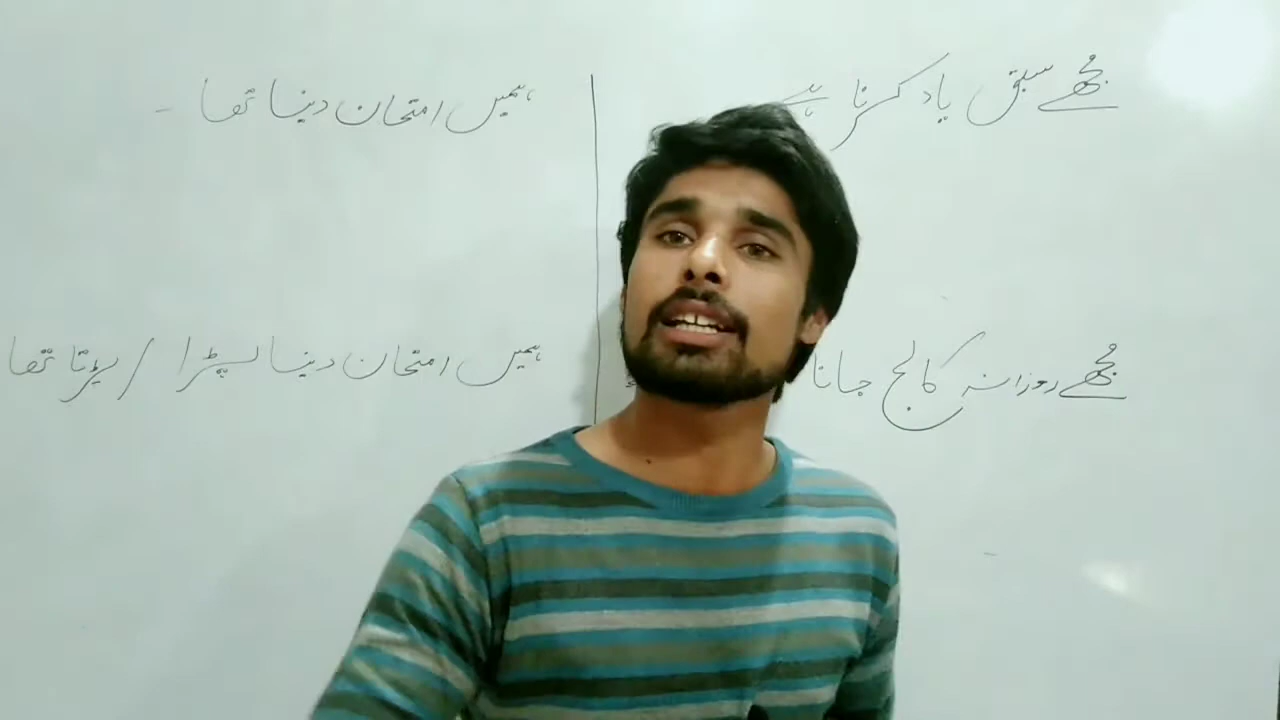 مجھے سبق یاد کرنا ہے
مجھے روزانہ کالج جانا
ہمیں امتحان دینا تھا ۔
ہمیں امتحان دینا پڑا / پڑتا تھا